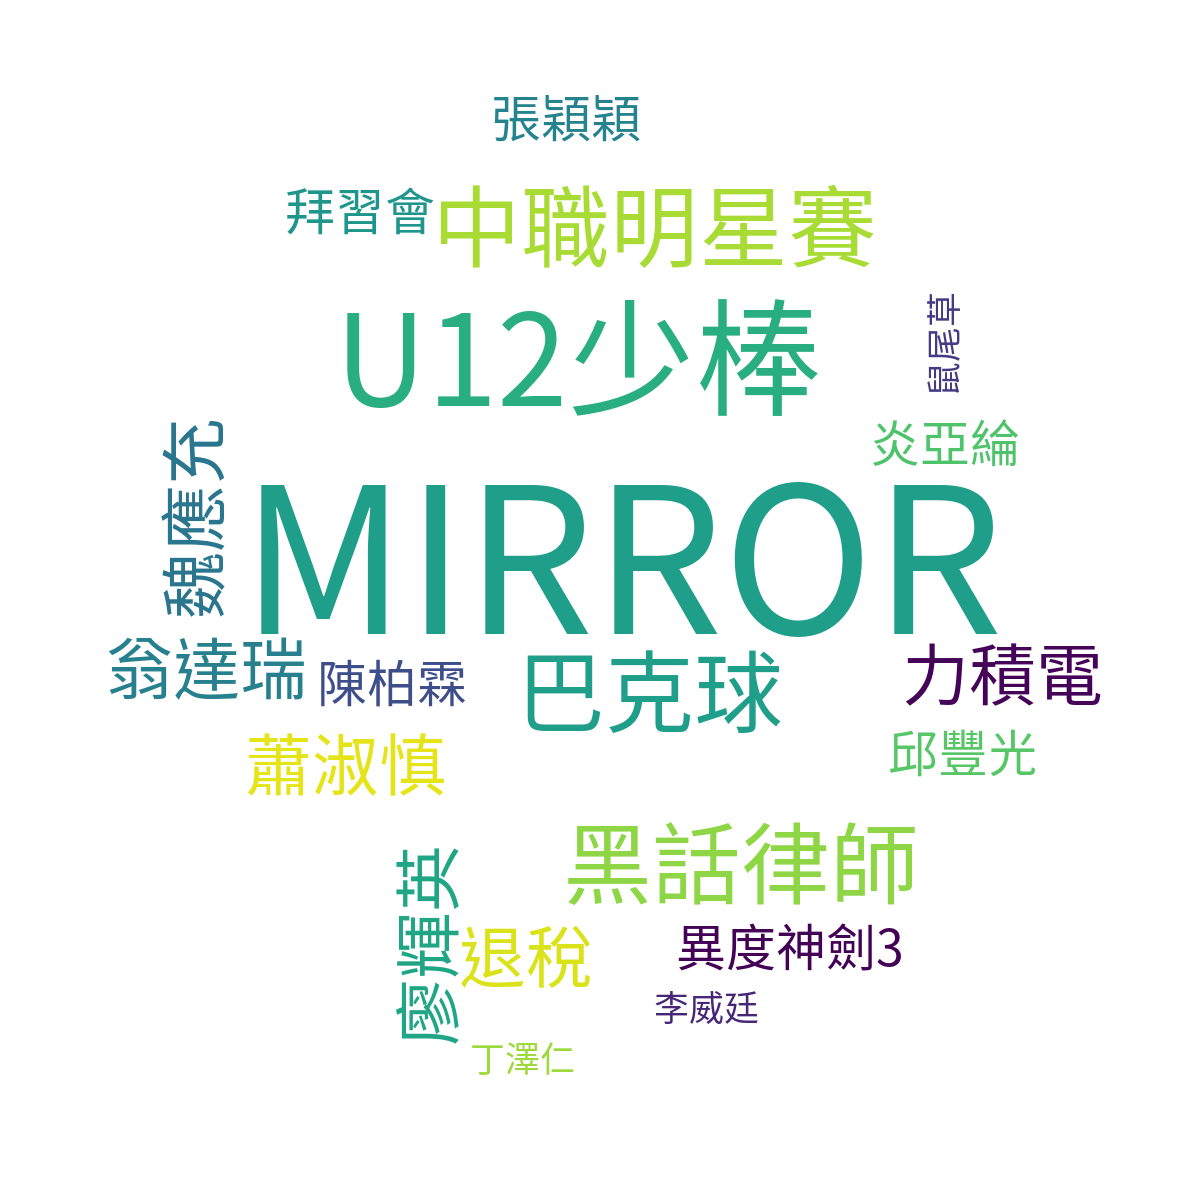 張穎穎
拜習會
中職明星賽
U12少棒
鼠尾草
炎亞綸
魏應充
MIRROR
翁達瑞
陳柏霖
巴克球
力積電
蕭淑慎
邱豐光
黑話律師
廖輝英
退稅
異度神劍3
李威廷
丁澤仁